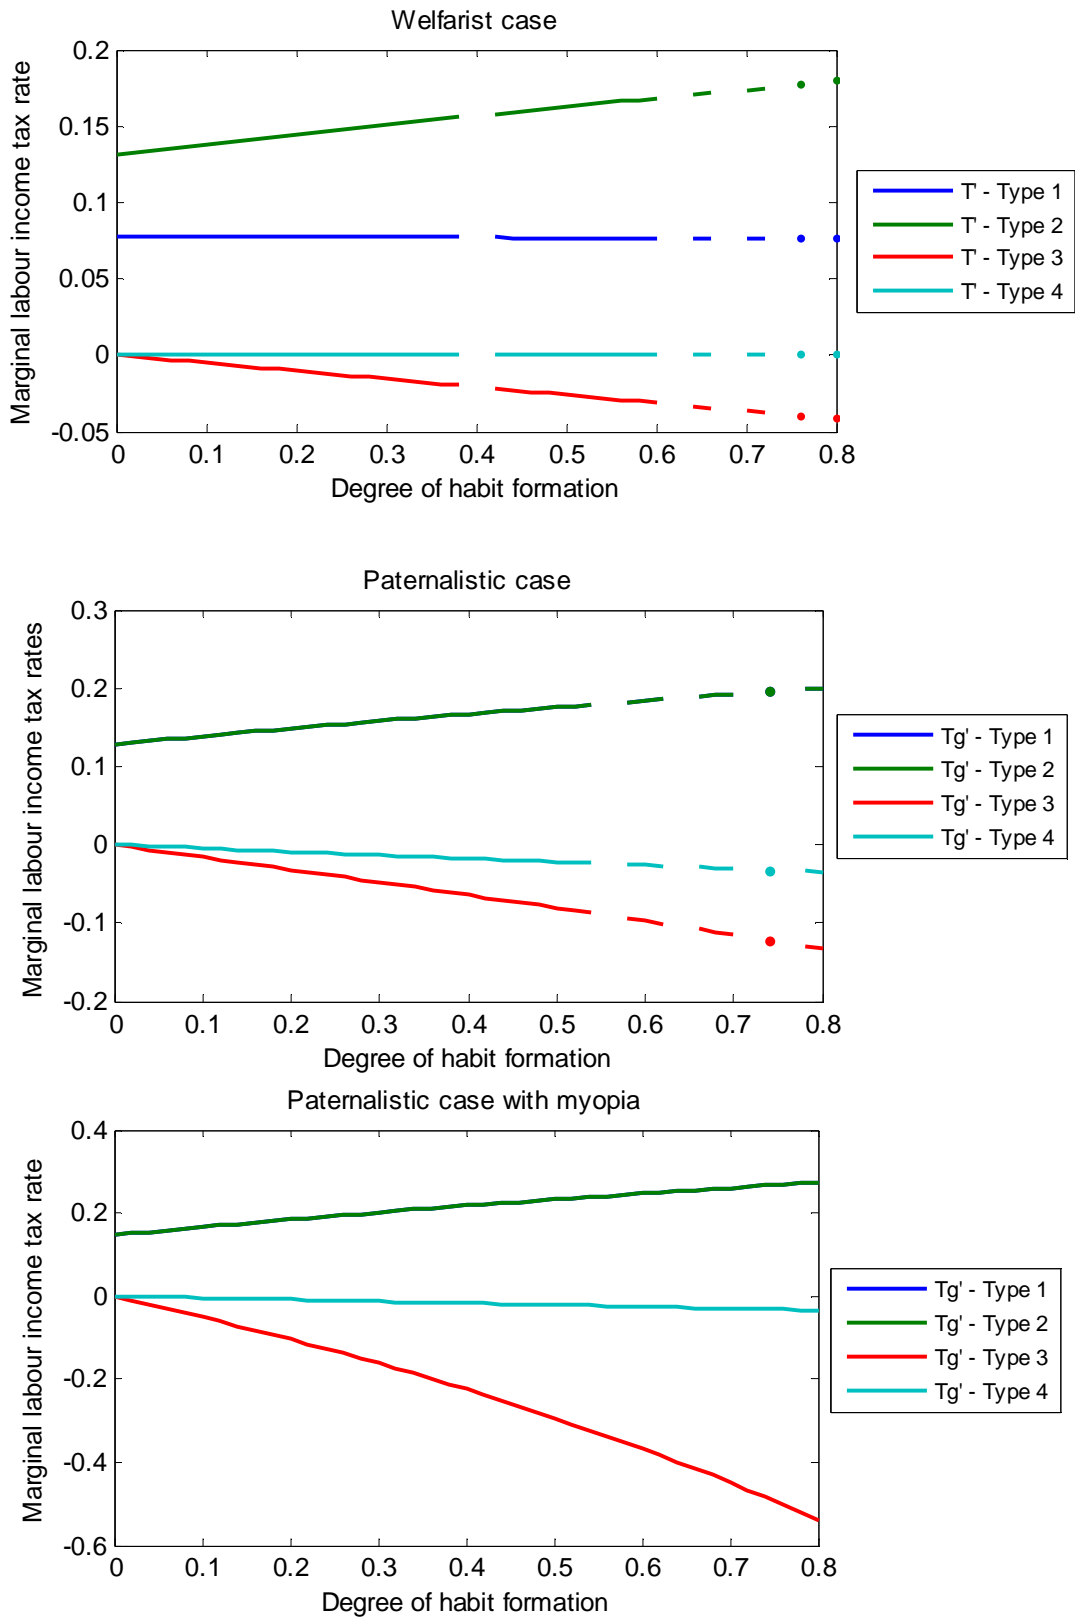 Welfarist case
Marginal labour income tax rate
0.2
0.15
0.1
0.05
0
-0.05
0 0.1 0.2 0.3 0.4 0.5 0.6 0.7 0.8
Degree of habit formation
T' - Type 1
T' - Type 2
T' - Type 3
T' - Type 4
Paternalistic case
Marginal labour income tax rates
0.3
0.2
0.1
0
-0.1
-0.2
0 0.1 0.2 0.3 0.4 0.5 0.6 0.7 0.8
Degree of habit formation
Tg' - Type 1
Tg' - Type 2
Tg' - Type 3
Tg' - Type 4
Paternalistic case with myopia
Marginal labour income tax rate
0.4
0.2
0
-0.2
-0.4
-0.6
0 0.1 0.2 0.3 0.4 0.5 0.6 0.7 0.8
Degree of habit formation
Tg' - Type 1
Tg' - Type 2
Tg' - Type 3
Tg' - Type 4